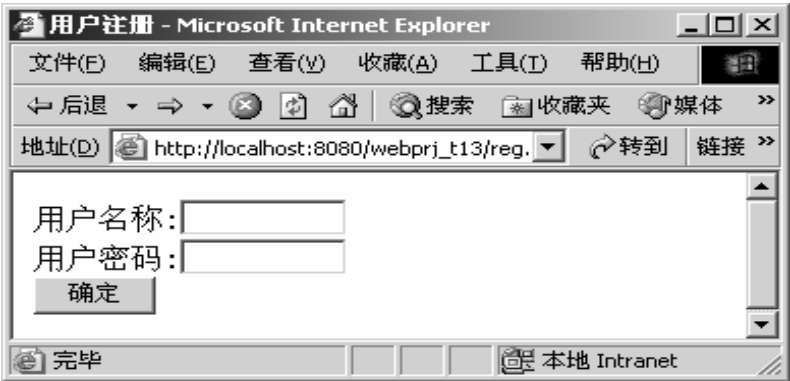 用户注册 - Microsoft Internet Explorer
文件(F) 编辑(E) 查看(V) 收藏(A) 工具(T) 帮助(H)
后退 搜索 收藏夹 媒体 »
地址(D) http://localhost:8080/webprj_t13/reg. 转到 链接 »
用户名称:
用户密码:
确定
完毕 本地 Intranet